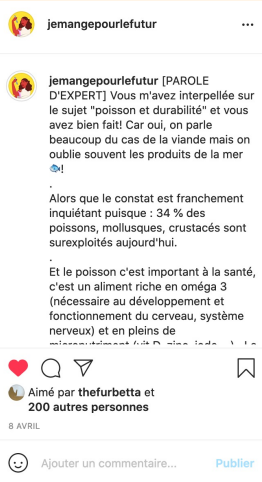 jemangepourlefutur
jemangepourlefutur [PAROLE
D'EXPERT] Vous m'avez interpellée sur
le sujet "poisson et durabilité" et vous
avez bien fait! Car oui, on parle
beaucoup du cas de la viande mais on
oublie souvent les produits de la mer
🐟!
.
Alors que le constat est franchement
inquiétant puisque : 34 % des
poissons, mollusques, crustacés sont
surexploités aujourd'hui.
.
Et le poisson c'est important à la santé,
c'est un aliment riche en oméga 3
(nécessaire au développement et
fonctionnement du cerveau, système
nerveux) et en pleins de
Aimé par thefurbetta et
200 autres personnes
8 AVRIL
Ajouter un commentaire... Publier